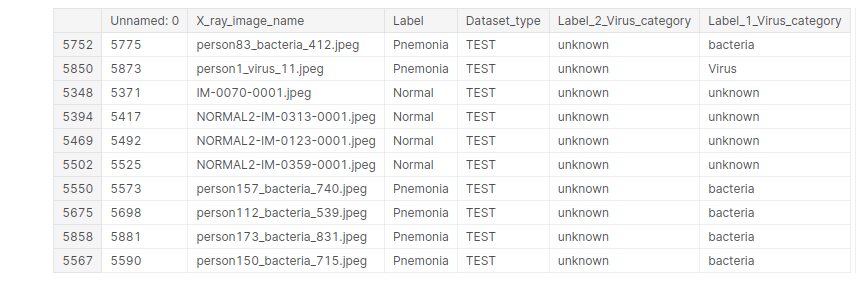 Unnamed: 0 X_ray_image_name Label Dataset_type Label_2_Virus_category Label_1_Virus_category
5752 5775 person83_bacteria_412.jpeg Pnemonia TEST unknown bacteria
5850 5873 person1_virus_11.jpeg Pnemonia TEST unknown Virus
5348 5371 IM-0070-0001.jpeg Normal TEST unknown unknown
5394 5417 NORMAL2-IM-0313-0001.jpeg Normal TEST unknown unknown
5469 5492 NORMAL2-IM-0123-0001.jpeg Normal TEST unknown unknown
5502 5525 NORMAL2-IM-0359-0001.jpeg Normal TEST unknown unknown
5550 5573 person157_bacteria_740.jpeg Pnemonia TEST unknown bacteria
5675 5698 person112_bacteria_539.jpeg Pnemonia TEST unknown bacteria
5858 5881 person173_bacteria_831.jpeg Pnemonia TEST unknown bacteria
5567 5590 person150_bacteria_715.jpeg Pnemonia TEST unknown bacteria